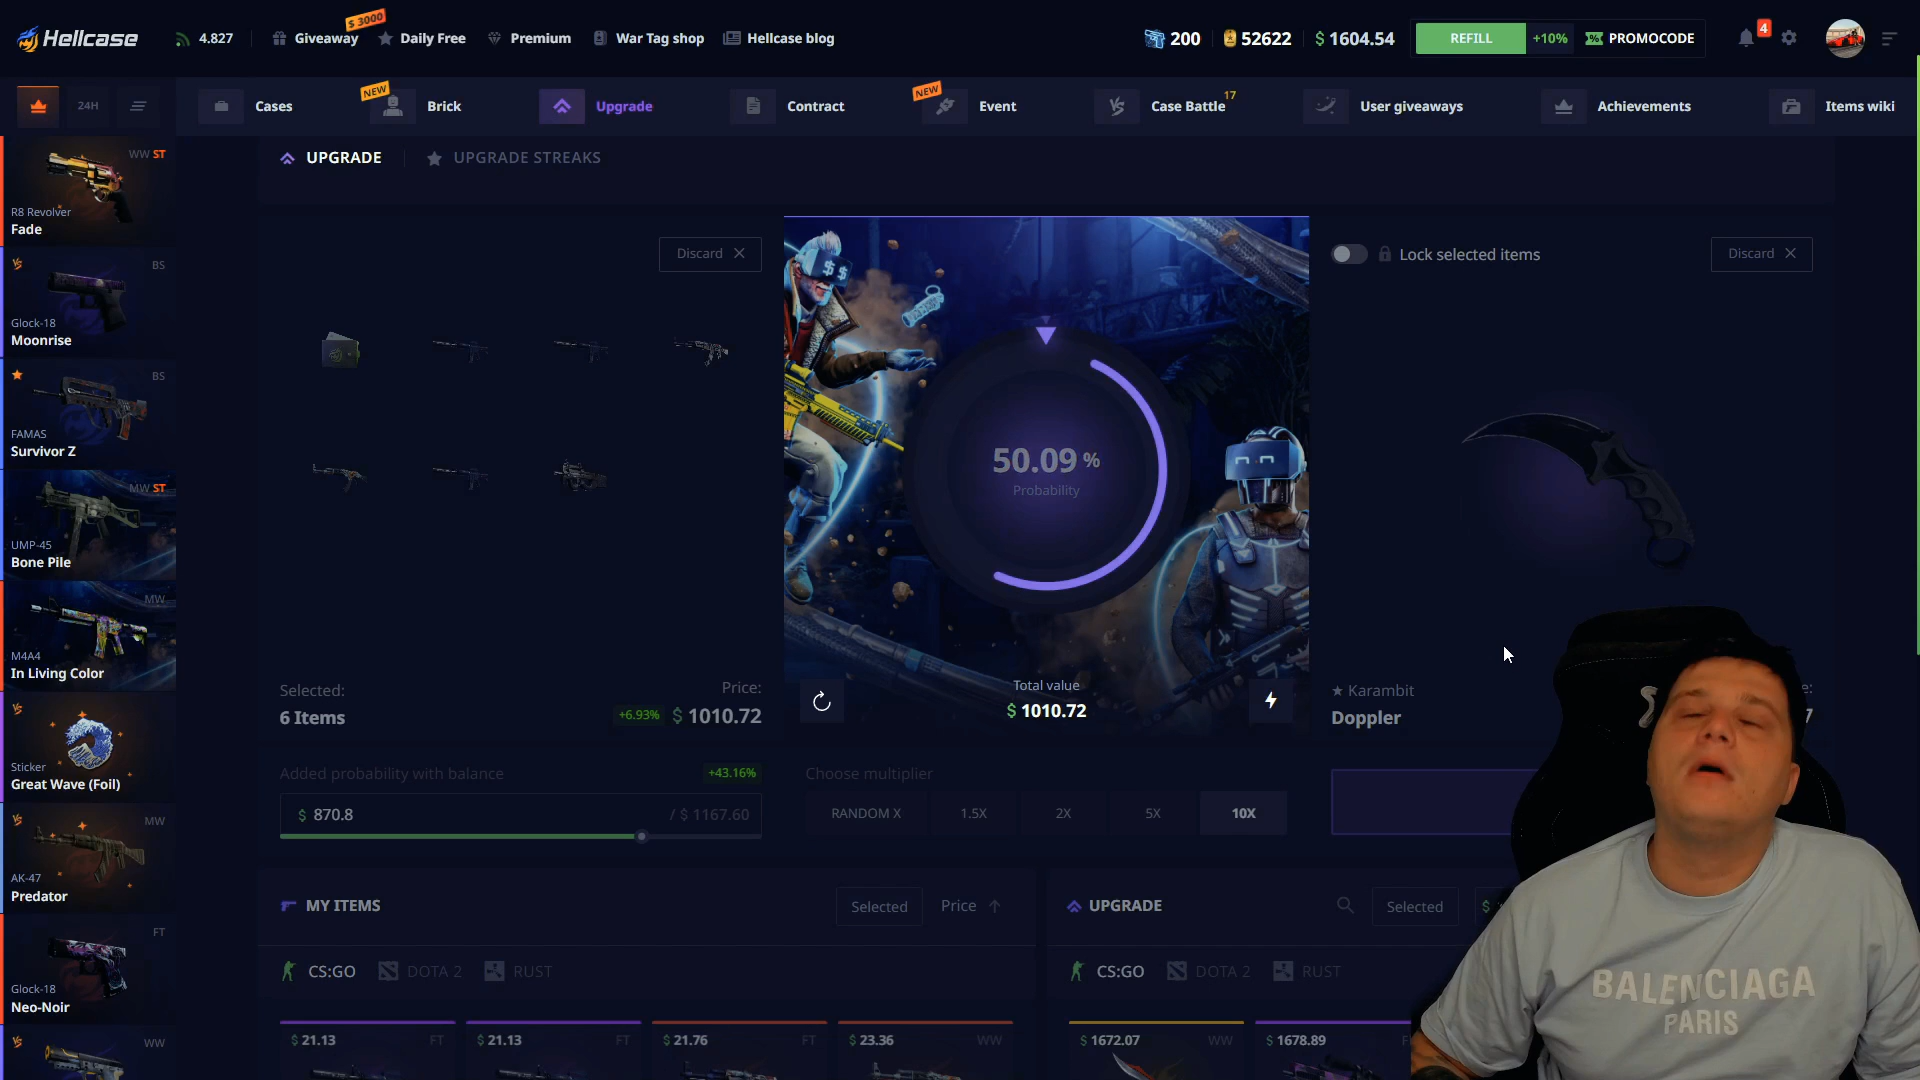 Hellcase
4.827
Giveaway
$ 3000
Daily Free
Premium
War Tag shop
Hellcase blog
200
52622
$ 1604.54
REFILL
+10%
PROMOCODE
4
24H
Cases
NEW
Brick
Upgrade
Contract
NEW
Event
Case Battle
17
User giveaways
Achievements
Items wiki
WW ST
R8 Revolver
Fade
BS
Glock-18
Moonrise
BS
FAMAS
Survivor Z
MW ST
UMP-45
Bone Pile
MW
M4A4
In Living Color
Sticker
Great Wave (Foil)
MW
AK-47
Predator
FT
Glock-18
Neo-Noir
WW
UPGRADE
UPGRADE STREAKS
Discard
50.09 %
Probability
Total value
$ 1010.72
Lock selected items
Discard
Selected:
6 Items
Price:
+6.93%
$ 1010.72
★ Karambit
Doppler
Added probability with balance
+43.16%
$ 870.8
/ $ 1167.60
Choose multiplier
RANDOM X
1.5X
2X
5X
10X
MY ITEMS
Selected
Price
CS:GO
DOTA 2
RUST
$ 21.13
FT
$ 21.13
FT
$ 21.76
FT
$ 23.36
WW
UPGRADE
Selected
$
CS:GO
DOTA 2
RUST
$ 1672.07
WW
$ 1678.89
BALENCIAGA
PARIS